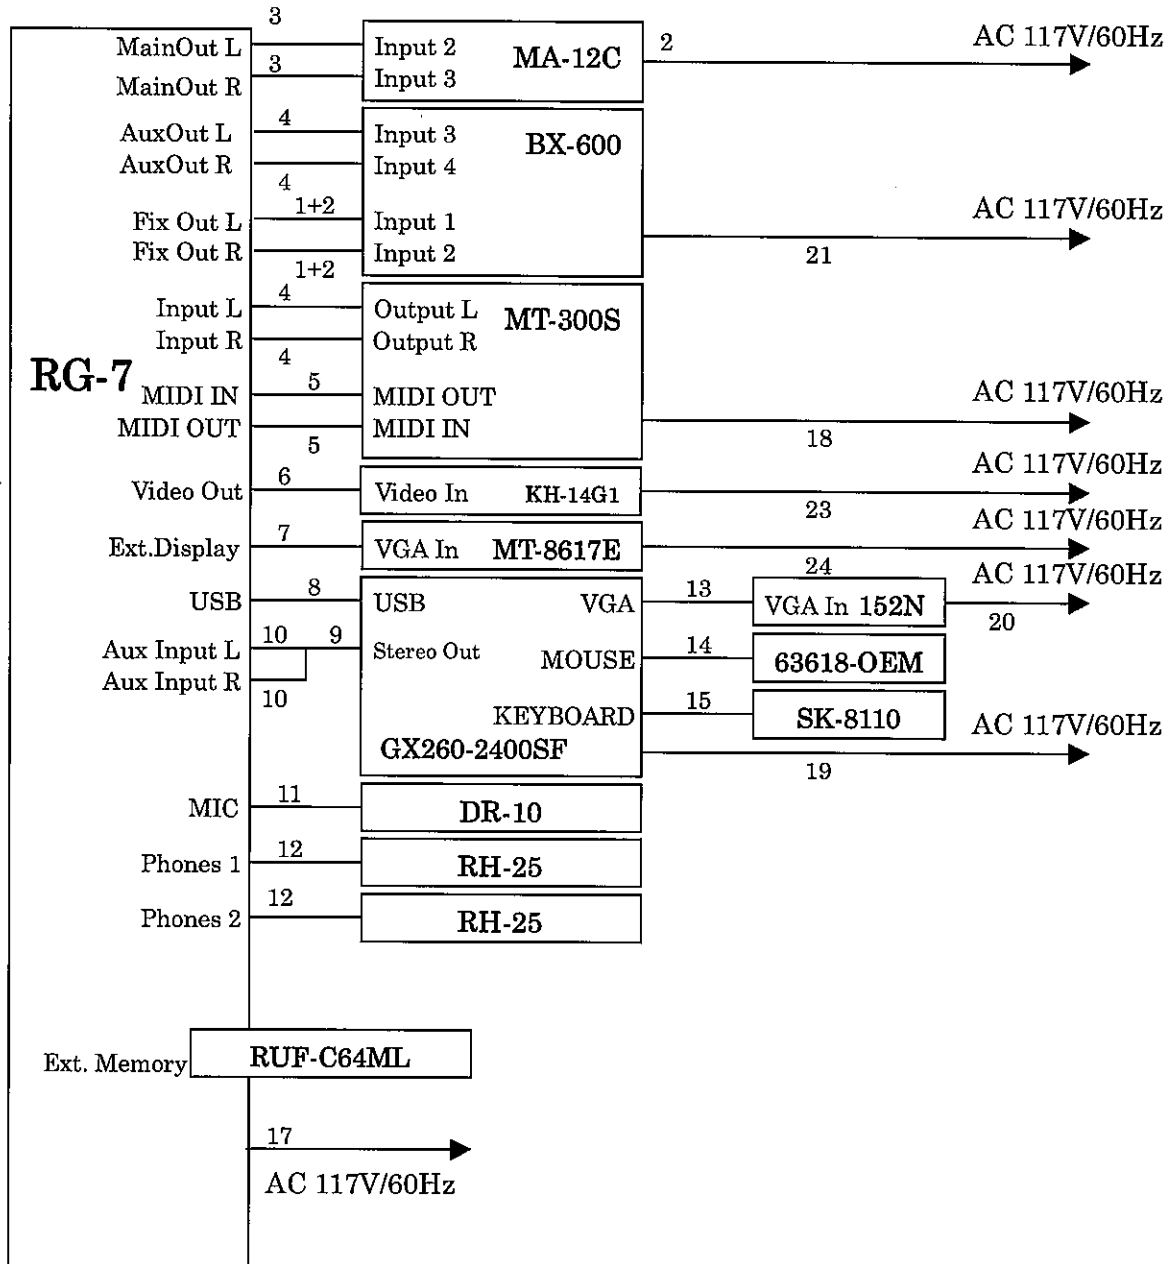 3
MainOut L Input 2 MA-12C 2 AC 117V/60Hz
3
MainOut R Input 3
AuxOut L 4 Input 3 BX-600
AuxOut R Input 4
4
1+2
Fix Out L Input 1 AC 117V/60Hz
Fix Out R Input 2 21
1+2
Input L 4 Output L MT-300S
Input R Output R
4
RG-7
5
MIDI IN MIDI OUT AC 117V/60Hz
MIDI OUT MIDI IN 18
5
AC 117V/60Hz
Video Out 6 Video In KH-14G1
23
AC 117V/60Hz
Ext.Display 7 VGA In MT-8617E
24
AC 117V/60Hz
USB 8 USB VGA 13 VGA In 152N 20
Aux Input L 10 9 Stereo Out MOUSE 14 63618-OEM
Aux Input R
10
KEYBOARD 15 SK-8110 AC 117V/60Hz
GX260-2400SF 19
MIC 11 DR-10
Phones 1 12 RH-25
Phones 2 12 RH-25
Ext. Memory RUF-C64ML
17
AC 117V/60Hz